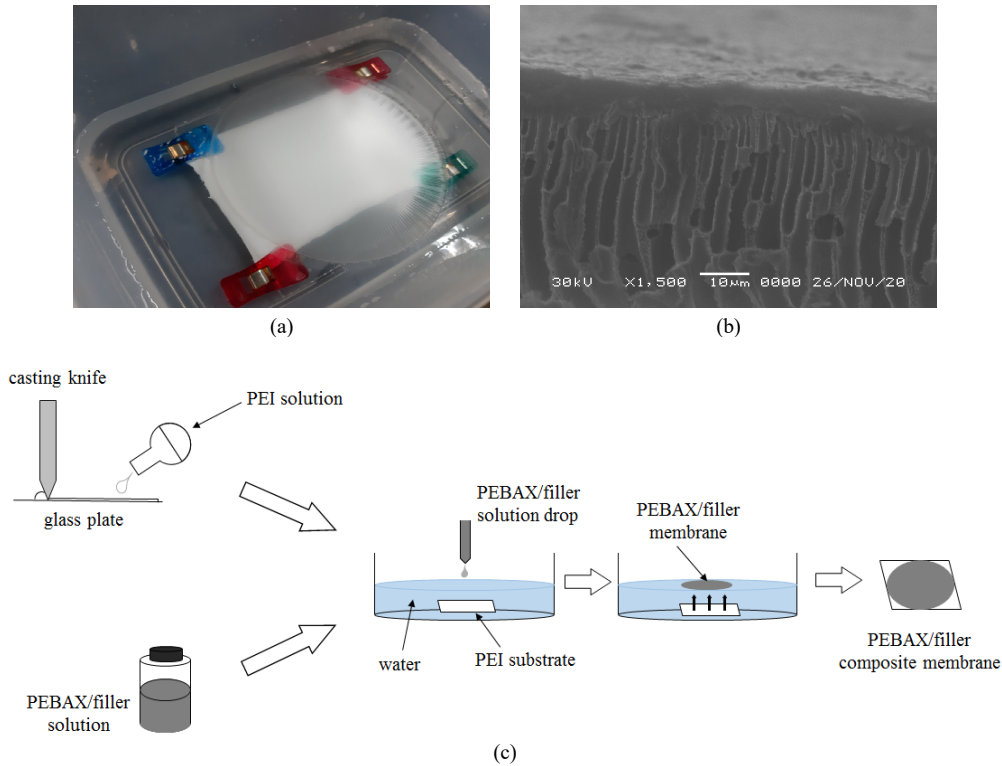 (a)
30kV X1,500 10µm 0000 26/NOV/20
(b)
casting knife
PEI solution
glass plate
PEBAX/filler
solution drop
PEBAX/filler
membrane
water
PEI substrate
PEBAX/filler
composite membrane
PEBAX/filler
solution
(c)